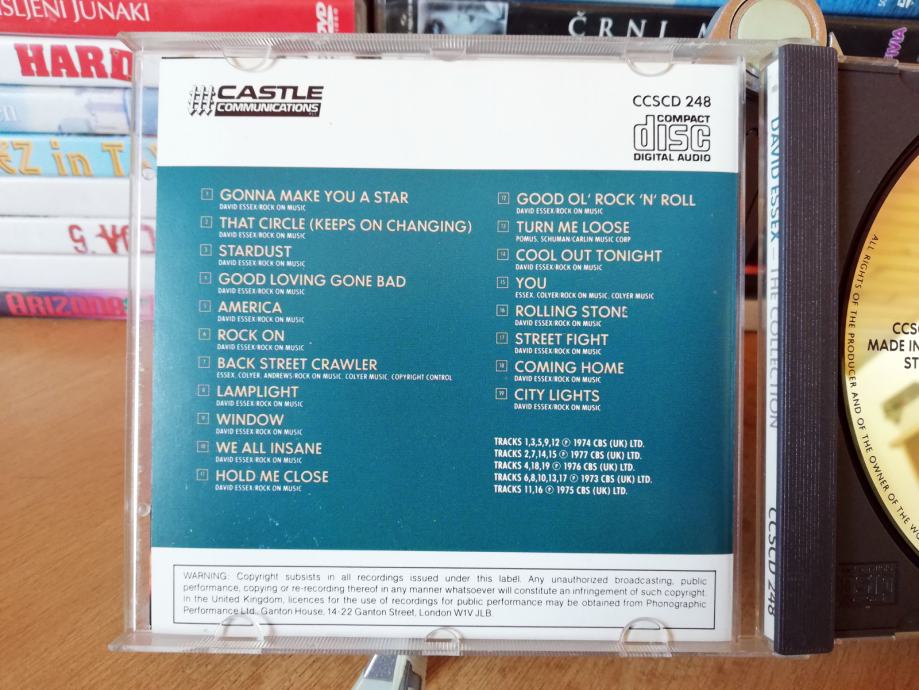 IŠLJENI JUNAKI
DVD
ČRNI
HARD
Z in T
ARIZONA
CASTLE
COMMUNICATIONS
CCSCD 248
COMPACT
disc
DIGITAL AUDIO
1 GONNA MAKE YOU A STAR
DAVID ESSEX/ROCK ON MUSIC
2 THAT CIRCLE (KEEPS ON CHANGING)
DAVID ESSEX/ROCK ON MUSIC
3 STARDUST
DAVID ESSEX/ROCK ON MUSIC
4 GOOD LOVING GONE BAD
DAVID ESSEX/ROCK ON MUSIC
5 AMERICA
DAVID ESSEX/ROCK ON MUSIC
6 ROCK ON
DAVID ESSEX/ROCK ON MUSIC
7 BACK STREET CRAWLER
ESSEX, COLYER, ANDREWS/ROCK ON MUSIC, COLYER MUSIC, COPYRIGHT CONTROL
8 LAMPLIGHT
DAVID ESSEX/ROCK ON MUSIC
9 WINDOW
DAVID ESSEX/ROCK ON MUSIC
10 WE ALL INSANE
DAVID ESSEX/ROCK ON MUSIC
11 HOLD ME CLOSE
DAVID ESSEX/ROCK ON MUSIC
12 GOOD OL' ROCK 'N' ROLL
DAVID ESSEX/ROCK ON MUSIC
13 TURN ME LOOSE
POMUS, SCHUMAN/CARLIN MUSIC CORP
14 COOL OUT TONIGHT
DAVID ESSEX/ROCK ON MUSIC
15 YOU
ESSEX, COLYER/ROCK ON MUSIC, COLYER MUSIC
16 ROLLING STONE
DAVID ESSEX/ROCK ON MUSIC
17 STREET FIGHT
DAVID ESSEX/ROCK ON MUSIC
18 COMING HOME
DAVID ESSEX/ROCK ON MUSIC
19 CITY LIGHTS
DAVID ESSEX/ROCK ON MUSIC
TRACKS 1,3,5,9,12 ℗ 1974 CBS (UK) LTD.
TRACKS 2,7,14,15 ℗ 1977 CBS (UK) LTD.
TRACKS 4,18,19 ℗ 1976 CBS (UK) LTD.
TRACKS 6,8,10,13,17 ℗ 1973 CBS (UK) LTD.
TRACKS 11,16 ℗ 1975 CBS (UK) LTD.
WARNING: Copyright subsists in all recordings issued under this label. Any unauthorized broadcasting, public
performance, copying or re-recording thereof in any manner whatsoever will constitute an infringement of such copyright.
In the United Kingdom, licences for the use of recordings for public performance may be obtained from Phonographic
Performance Ltd., Ganton House, 14-22 Ganton Street, London W1V 1LB.
DAVID ESSEX – THE COLLECTION
CCSCD 248
ALL RIGHTS OF THE PRODUCER AND OF THE OWNER OF THE WO
CCSC
MADE IN
ST